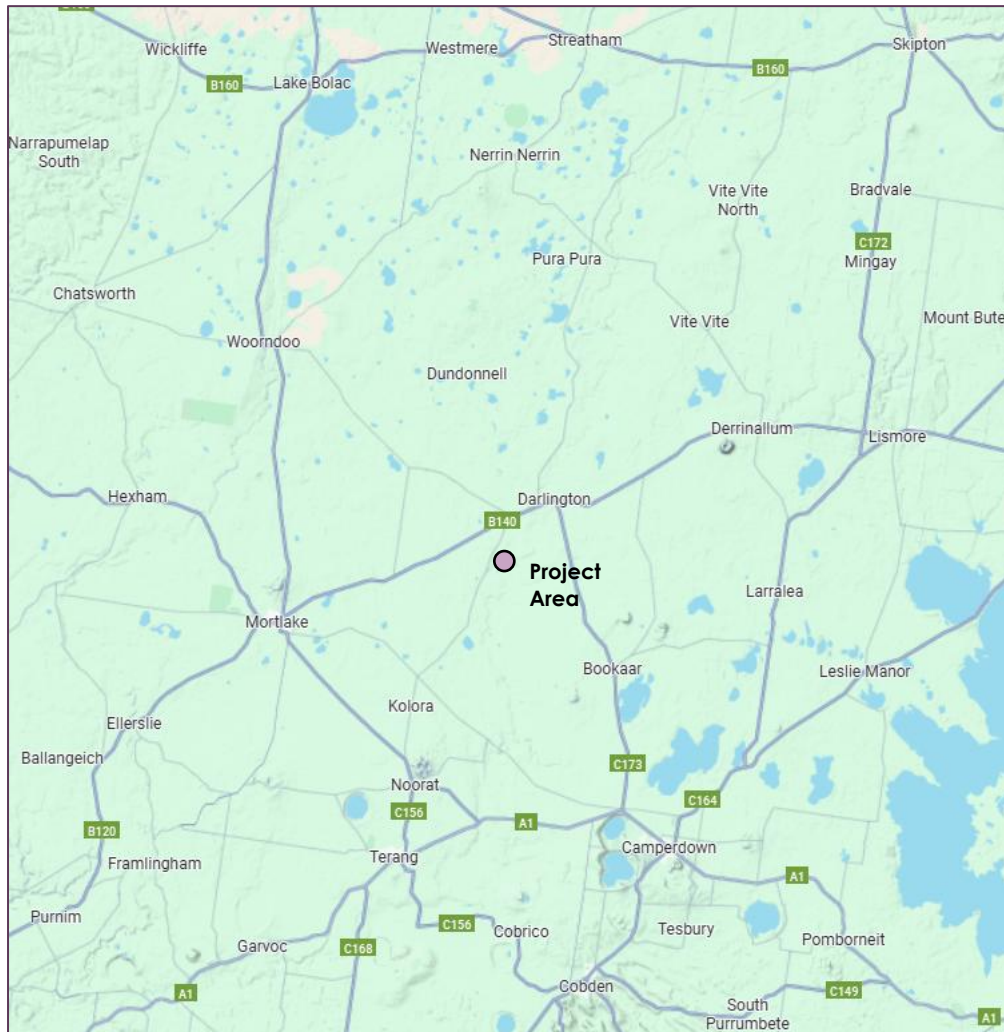 Wickliffe
Westmere
Streatham
Skipton
B160
Lake Bolac
B160
Narrapumelap
South
Nerrin Nerrin
Vite Vite
North
Bradvale
C172
Mingay
Pura Pura
Chatsworth
Vite Vite
Mount Bute
Woorndoo
Dundonnell
Derrinallum
Lismore
Hexham
Darlington
B140
Project
Area
Larralea
Mortlake
Bookaar
Leslie Manor
Kolora
Ellerslie
Ballangeich
Noorat
C173
C164
C156
A1
B120
Terang
Camperdown
Framlingham
A1
Purnim
C156
Cobrico
Tesbury
Garvoc
C168
Pomborneit
A1
Cobden
C149
South
Purrumbete
A1